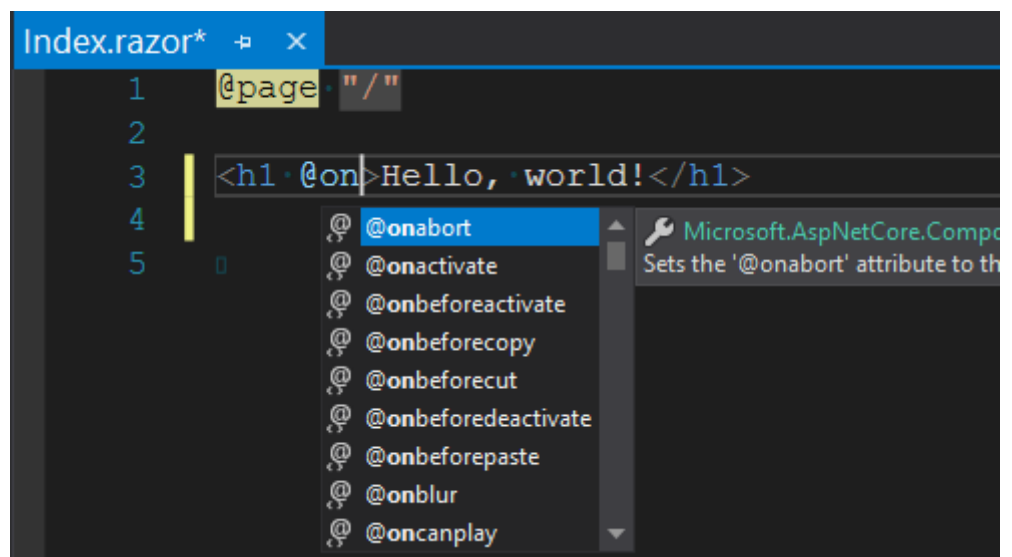 Index.razor*
1 @page "/"
2
3 <h1 @on>Hello, world!</h1>
4
5
@onabort
@onactivate
@onbeforeactivate
@onbeforecopy
@onbeforecut
@onbeforedeactivate
@onbeforepaste
@onblur
@oncanplay
Microsoft.AspNetCore.Compo
Sets the '@onabort' attribute to th